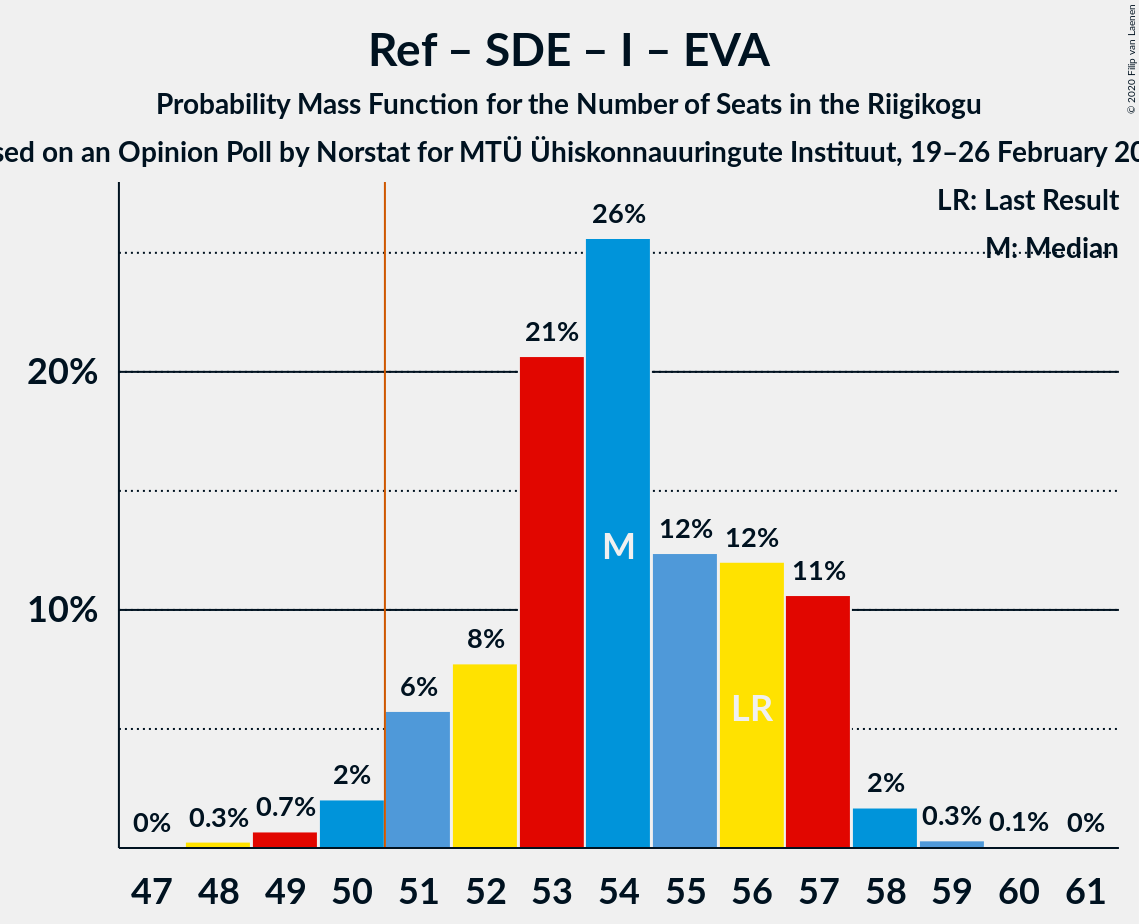 Ref – SDE – I – EVA
Probability Mass Function for the Number of Seats in the Riigikogu
on an Opinion Poll by Norstat for MTÜ Ühiskonnauuringute Instituut, 19–26 February
© 2020 Filip van Laenen
LR: Last Result
M: Median
26%
21%
20%
12%
12%
11%
M
10%
8%
6%
LR
2%
2%
0%
0.3%
0.7%
0.3%
0.1%
0%
47 48 49 50 51 52 53 54 55 56 57 58 59 60 61